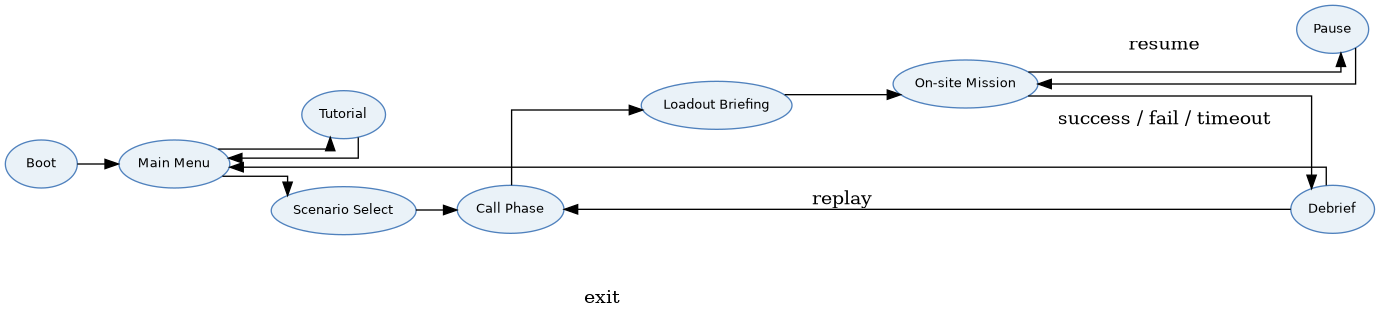 Pause
resume
On-site Mission
Loadout Briefing
Tutorial
success / fail / timeout
Boot
Main Menu
Scenario Select
Call Phase
replay
Debrief
exit